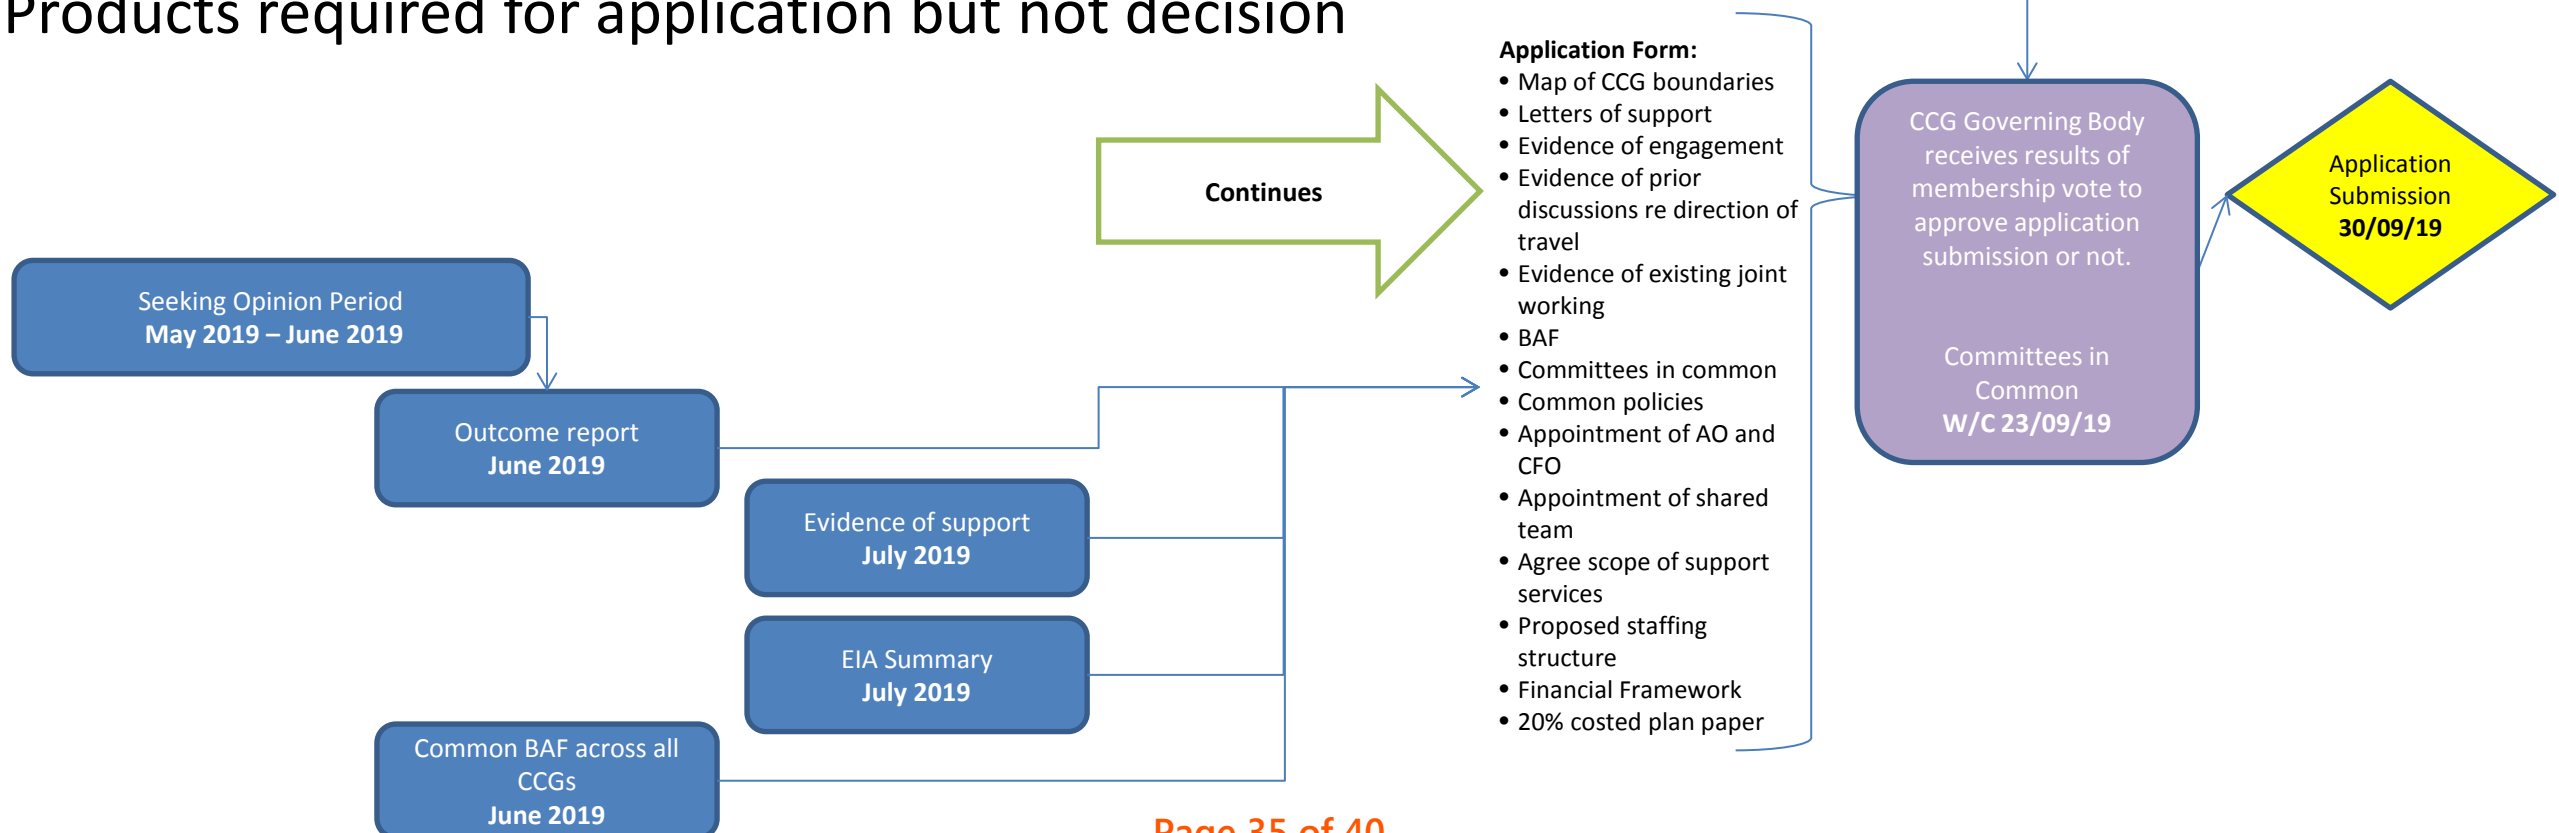 Products required for application but not decision
Seeking Opinion Period
May 2019 – June 2019
Outcome report
June 2019
Evidence of support
July 2019
EIA Summary
July 2019
Common BAF across all
CCGs
June 2019
Continues
Application Form:
• Map of CCG boundaries
• Letters of support
• Evidence of engagement
• Evidence of prior
discussions re direction of
travel
• Evidence of existing joint
working
• BAF
• Committees in common
• Common policies
• Appointment of AO and
CFO
• Appointment of shared
team
• Agree scope of support
services
• Proposed staffing
structure
• Financial Framework
• 20% costed plan paper
CCG Governing Body
receives results of
membership vote to
approve application
submission or not.
Committees in
Common
W/C 23/09/19
Application
Submission
30/09/19
Page 35 of 40